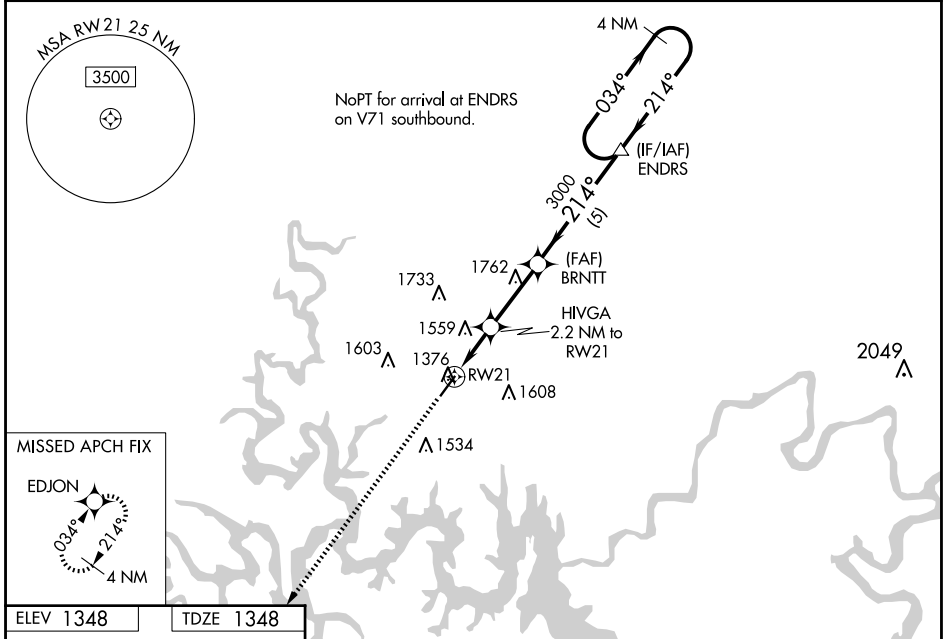 MSA RW21 25 NM
3500
NoPT for arrival at ENDRS
on V71 southbound.
4 NM
034°
214°
(IF/IAF)
ENDRS
3000
214°
(5)
(FAF)
BRNTT
1762
1733
HIVGA
2.2 NM to
RW21
1559
1603
1376
RW21
1608
2049
1534
MISSED APCH FIX
EDJON
034°
214°
4 NM
ELEV 1348
TDZE 1348